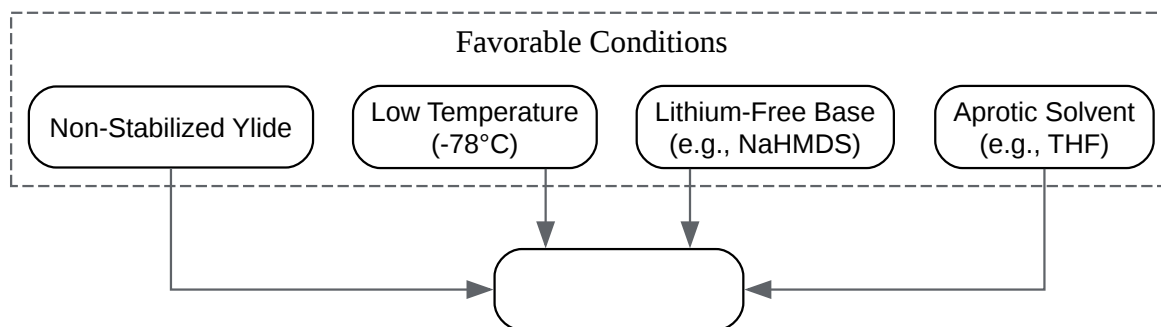 Favorable Conditions
Non-Stabilized Ylide
Low Temperature
(-78°C)
Lithium-Free Base
(e.g., NaHMDS)
Aprotic Solvent
(e.g., THF)